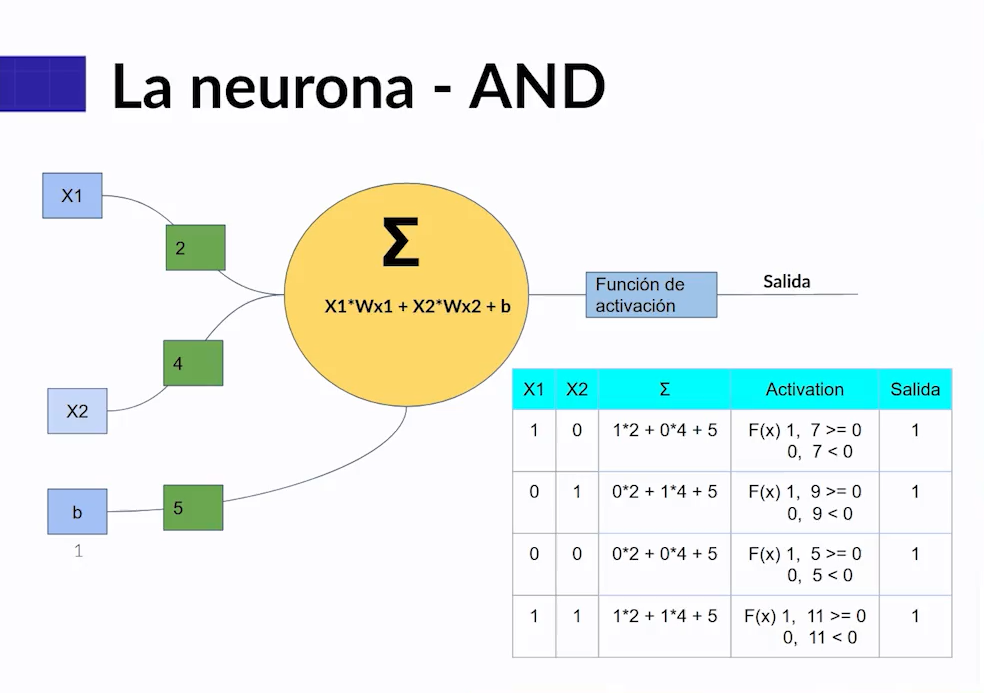 La neurona - AND
X1
2
Σ
X1*Wx1 + X2*Wx2 + b
Función de
activación
Salida
4
X2
b
5
1
X1 X2 Σ Activation Salida
1 0 1*2 + 0*4 + 5 F(x) 1, 7 >= 0 1
0, 7 < 0
0 1 0*2 + 1*4 + 5 F(x) 1, 9 >= 0 1
0, 9 < 0
0 0 0*2 + 0*4 + 5 F(x) 1, 5 >= 0 1
0, 5 < 0
1 1 1*2 + 1*4 + 5 F(x) 1, 11 >= 0 1
0, 11 < 0